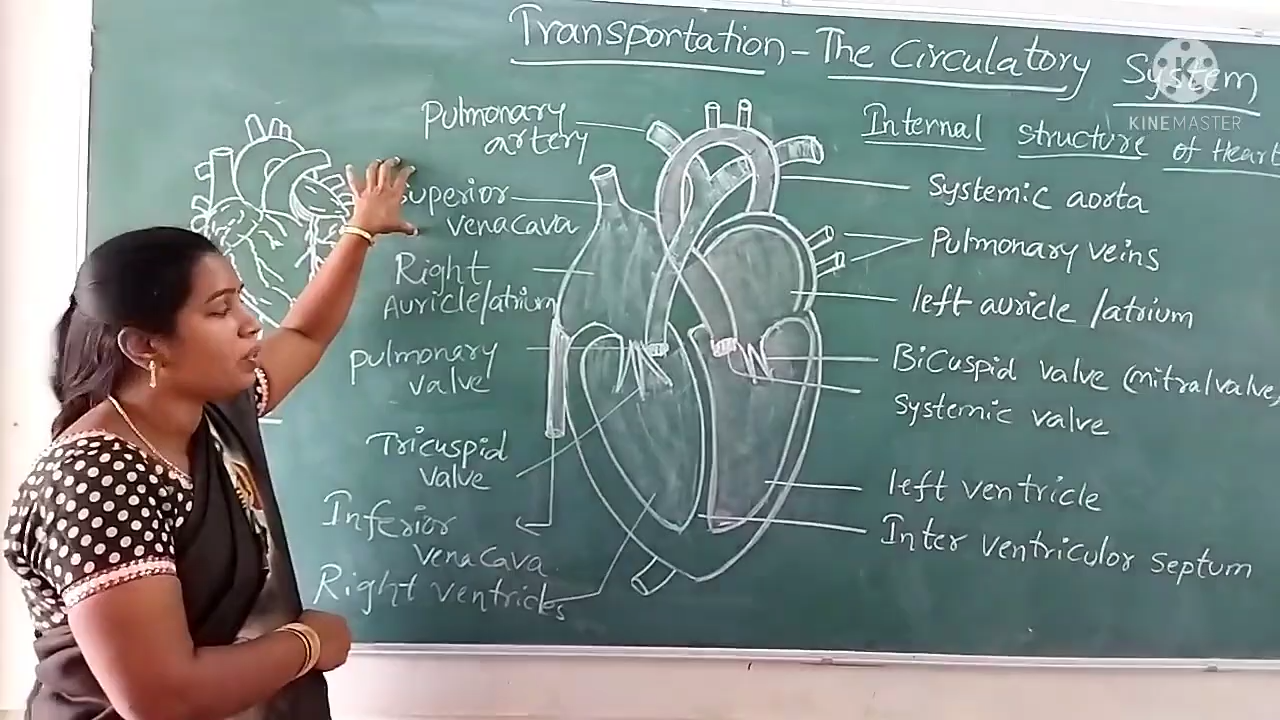 Transportation - The Circulatory System
KINEMASTER
Internal structure of Heart
Pulmonary
artery
Superior
venacava
Right
Auricle/atrium
pulmonary
valve
Tricuspid
valve
Inferior
venacava
Right ventricles
Systemic aorta
Pulmonary veins
left auricle /atrium
Bicuspid valve (mitralvalve)
Systemic valve
left ventricle
Inter ventriculor septum